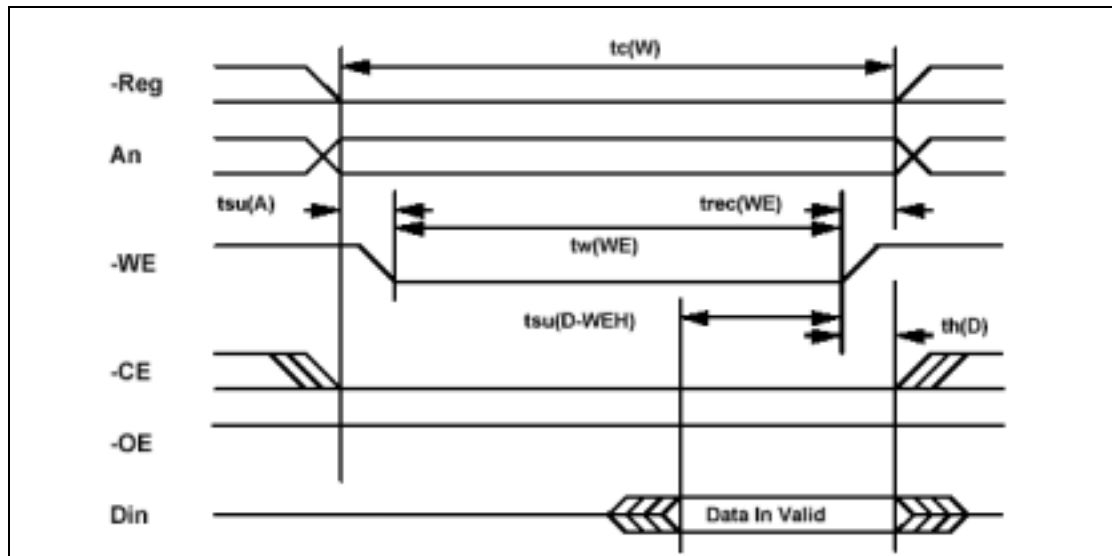 tc(W)
-Reg
An
tsu(A)
trec(WE)
tw(WE)
-WE
tsu(D-WEH)
th(D)
-CE
-OE
Din
Data In Valid